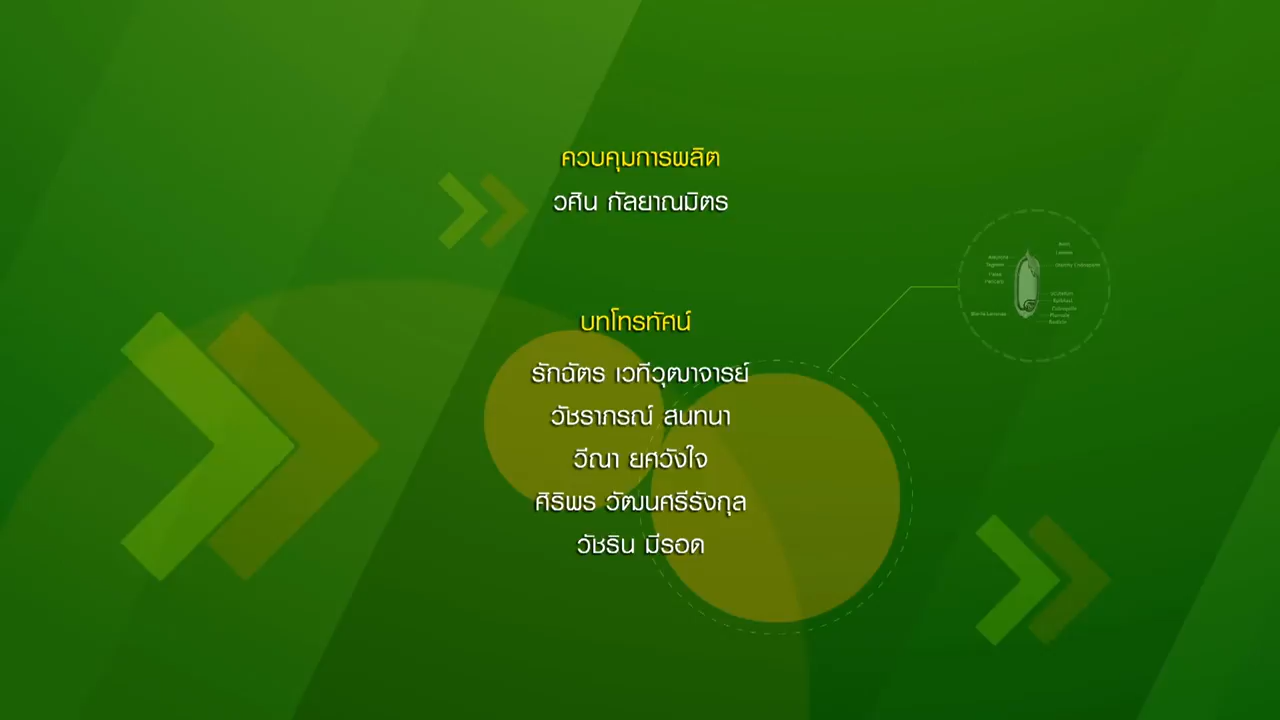 ควบคุมการผลิต
วศิน กัลยาณมิตร
บทโทรทัศน์
รักฉัตร เวทีวุฒาจารย์
วัชราภรณ์ สนทนา
วีณา ยศวังใจ
ศิริพร วัฒนศรีรังกุล
วัชริน มีรอด